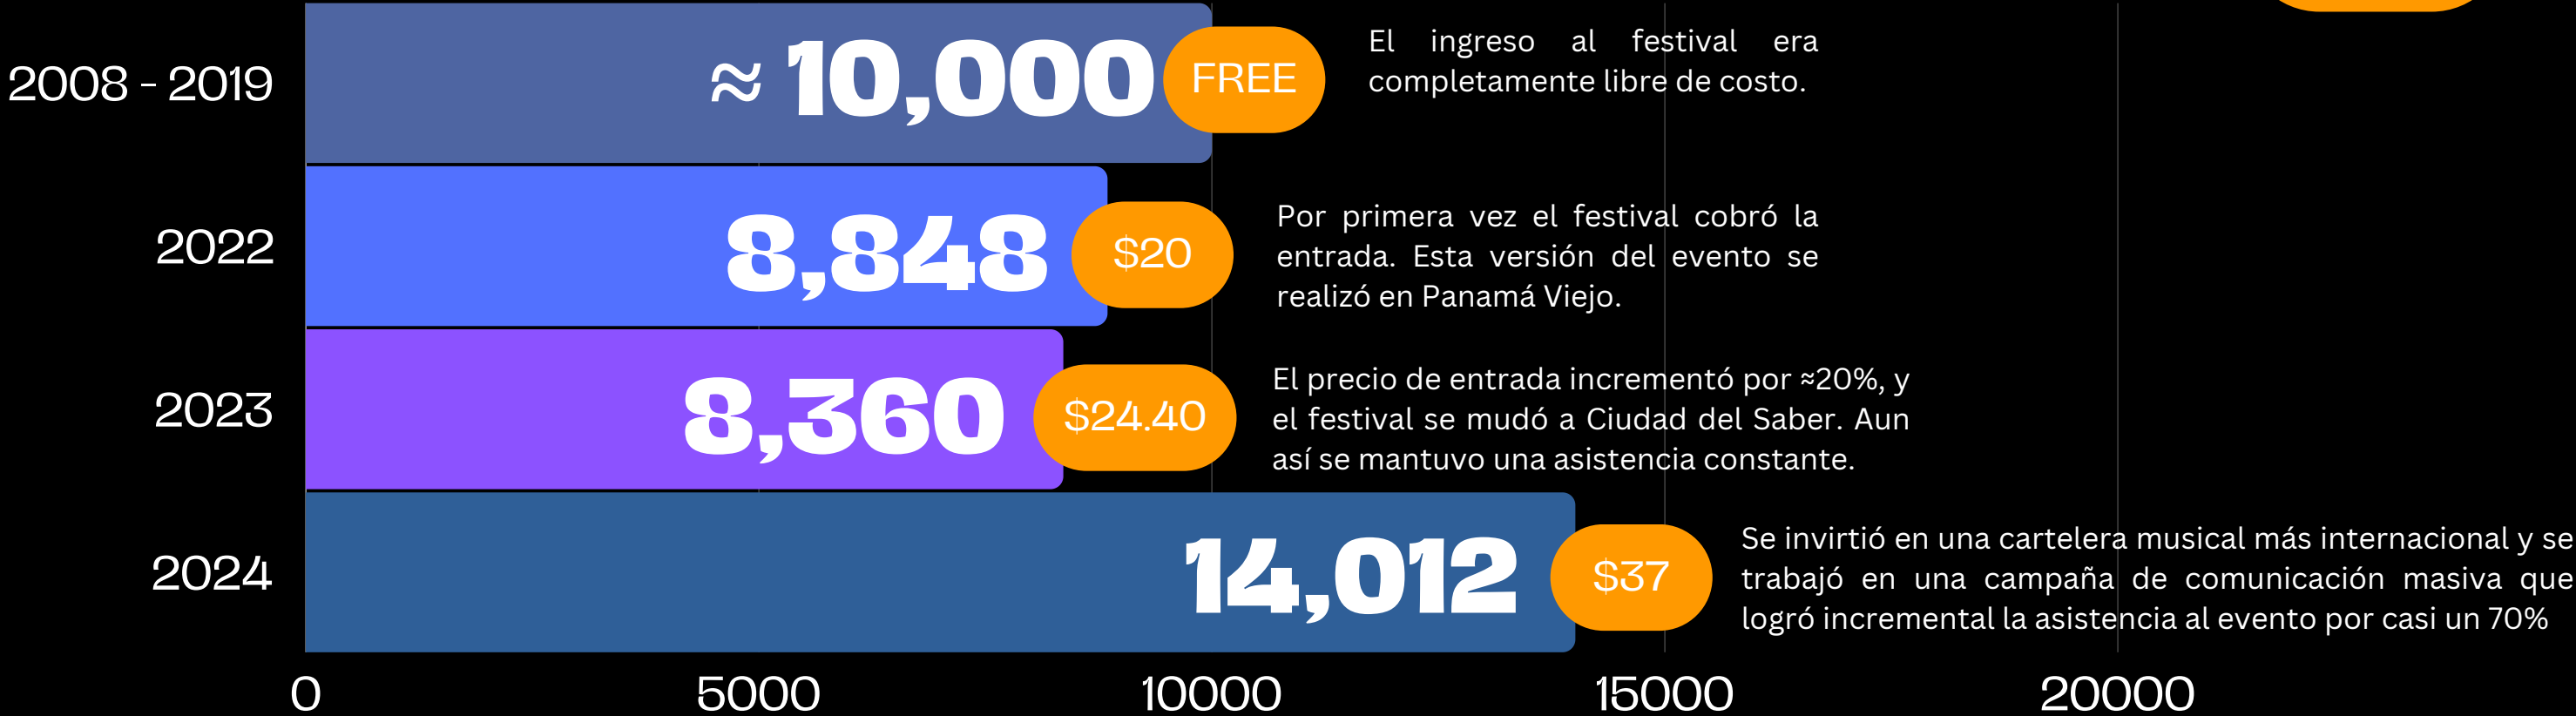 2008 - 2019
≈ 10,000
FREE
El ingreso al festival era
completamente libre de costo.
2022
8,848
$20
Por primera vez el festival cobró la
entrada. Esta versión del evento se
realizó en Panamá Viejo.
2023
8,360
$24.40
El precio de entrada incrementó por ≈20%, y
el festival se mudó a Ciudad del Saber. Aun
así se mantuvo una asistencia constante.
2024
14,012
$37
Se invirtió en una cartelera musical más internacional y se
trabajó en una campaña de comunicación masiva que
logró incremental la asistencia al evento por casi un 70%
0 5000 10000 15000 20000